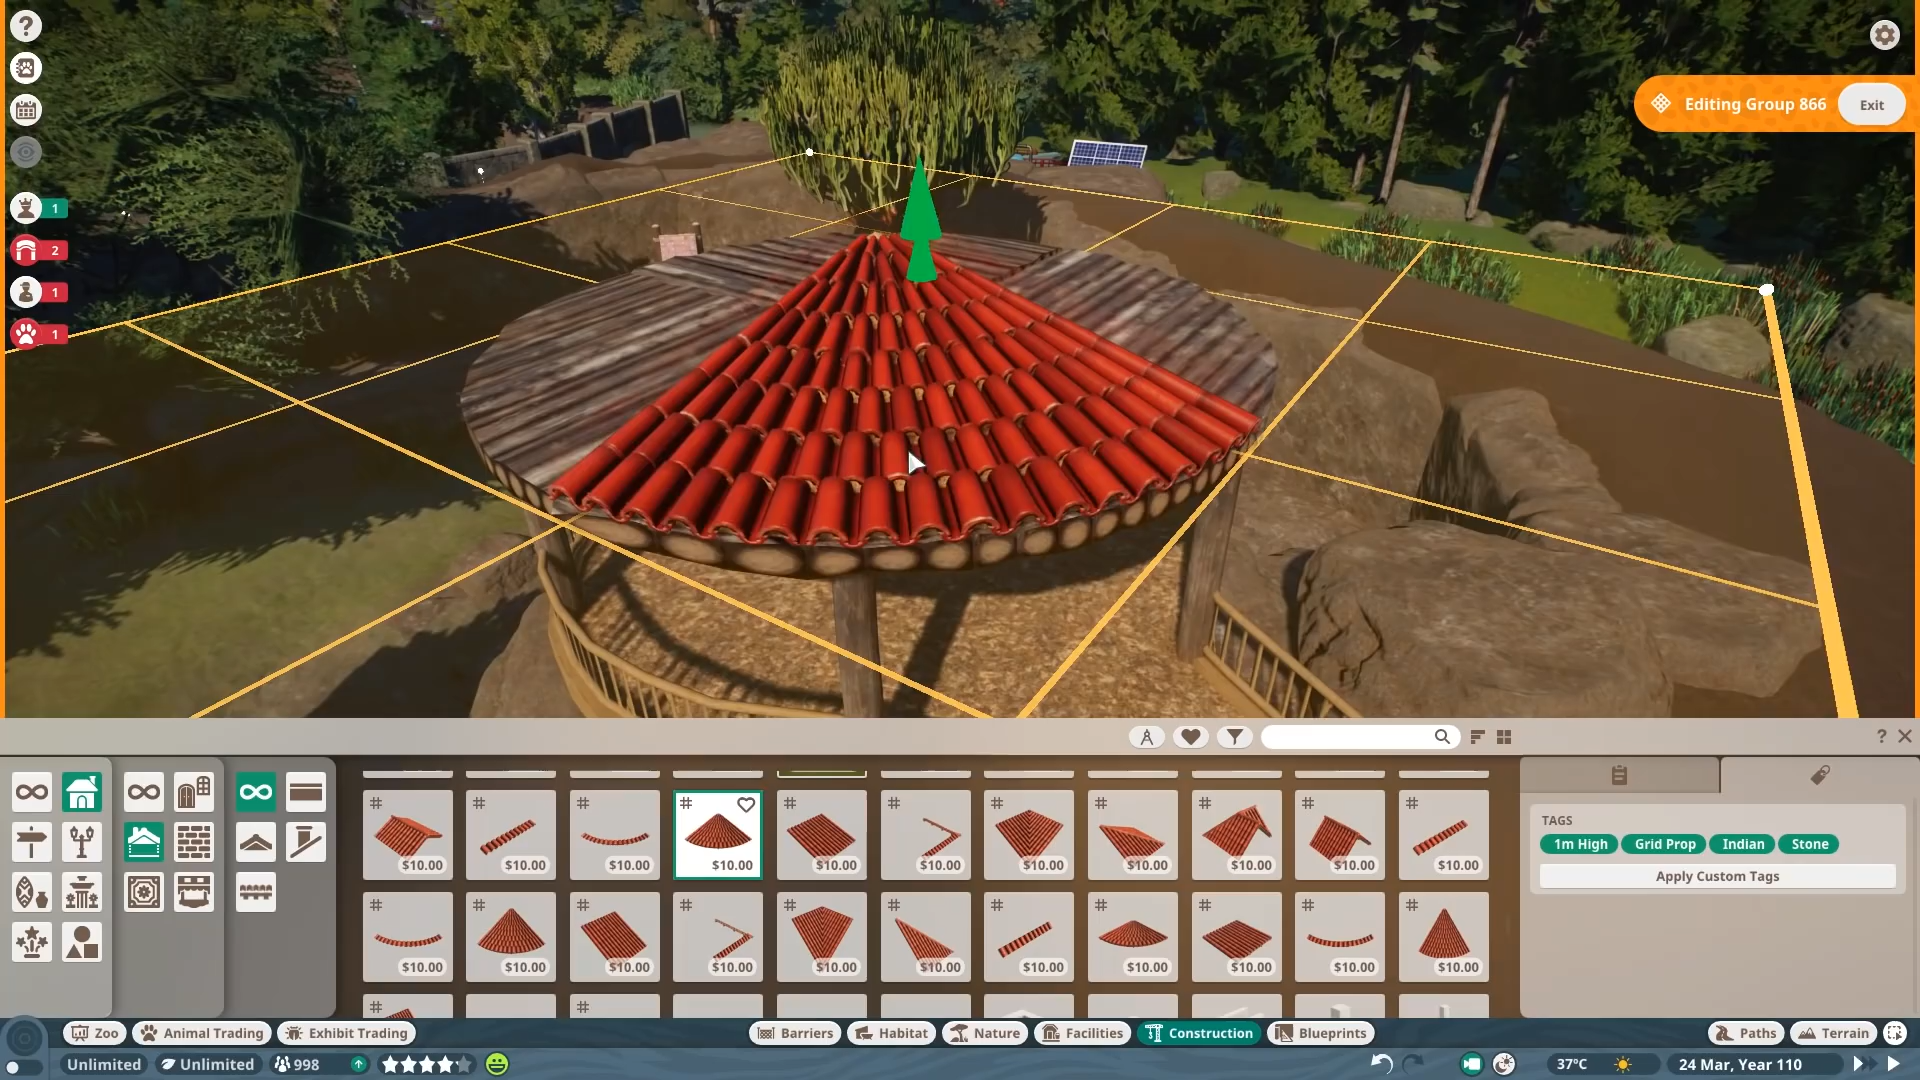 ?
Editing Group 866
Exit
1
2
1
1
?
TAGS
1m High
Grid Prop
Indian
Stone
Apply Custom Tags
$10.00 $10.00 $10.00 $10.00 $10.00 $10.00 $10.00 $10.00 $10.00 $10.00 $10.00
$10.00 $10.00 $10.00 $10.00 $10.00 $10.00 $10.00 $10.00 $10.00 $10.00 $10.00
Zoo
Animal Trading
Exhibit Trading
Barriers
Habitat
Nature
Facilities
Construction
Blueprints
Paths
Terrain
Unlimited
Unlimited
998
37°C
24 Mar, Year 110